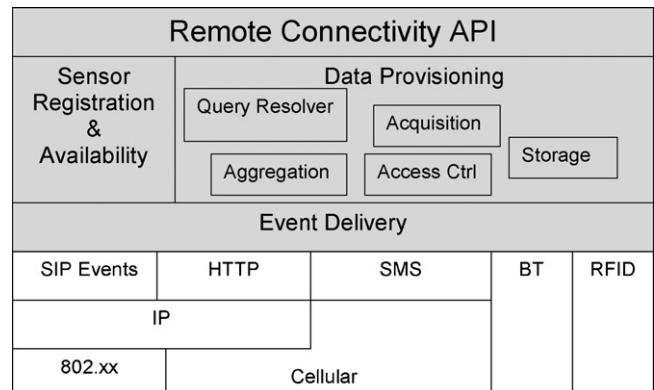 Remote Connectivity API
Sensor
Registration
&
Availability
Data Provisioning
Query Resolver
Acquisition
Storage
Aggregation
Access Ctrl
Event Delivery
SIP Events
HTTP
SMS
BT
RFID
IP
802.xx
Cellular